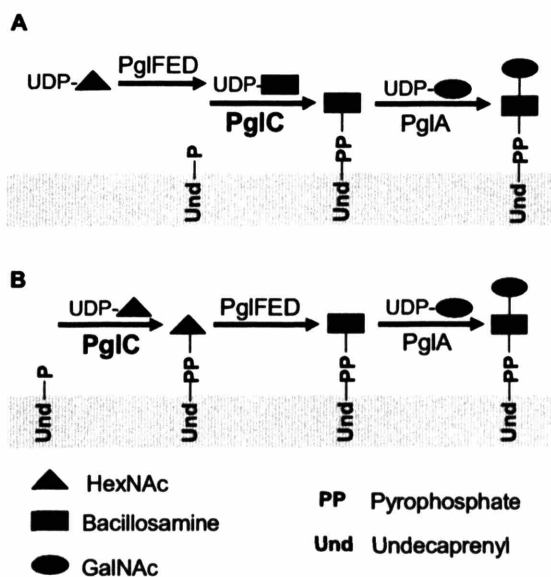 A
UDP-
PglFED
UDP-
PglC
UDP-
PglA
Und—P
Und—PP
Und—PP
B
UDP-
PglC
PglFED
UDP-
PglA
Und—P
Und—PP
Und—PP
Und—PP
HexNAc
Bacillosamine
GalNAc
PP Pyrophosphate
Und Undecaprenyl